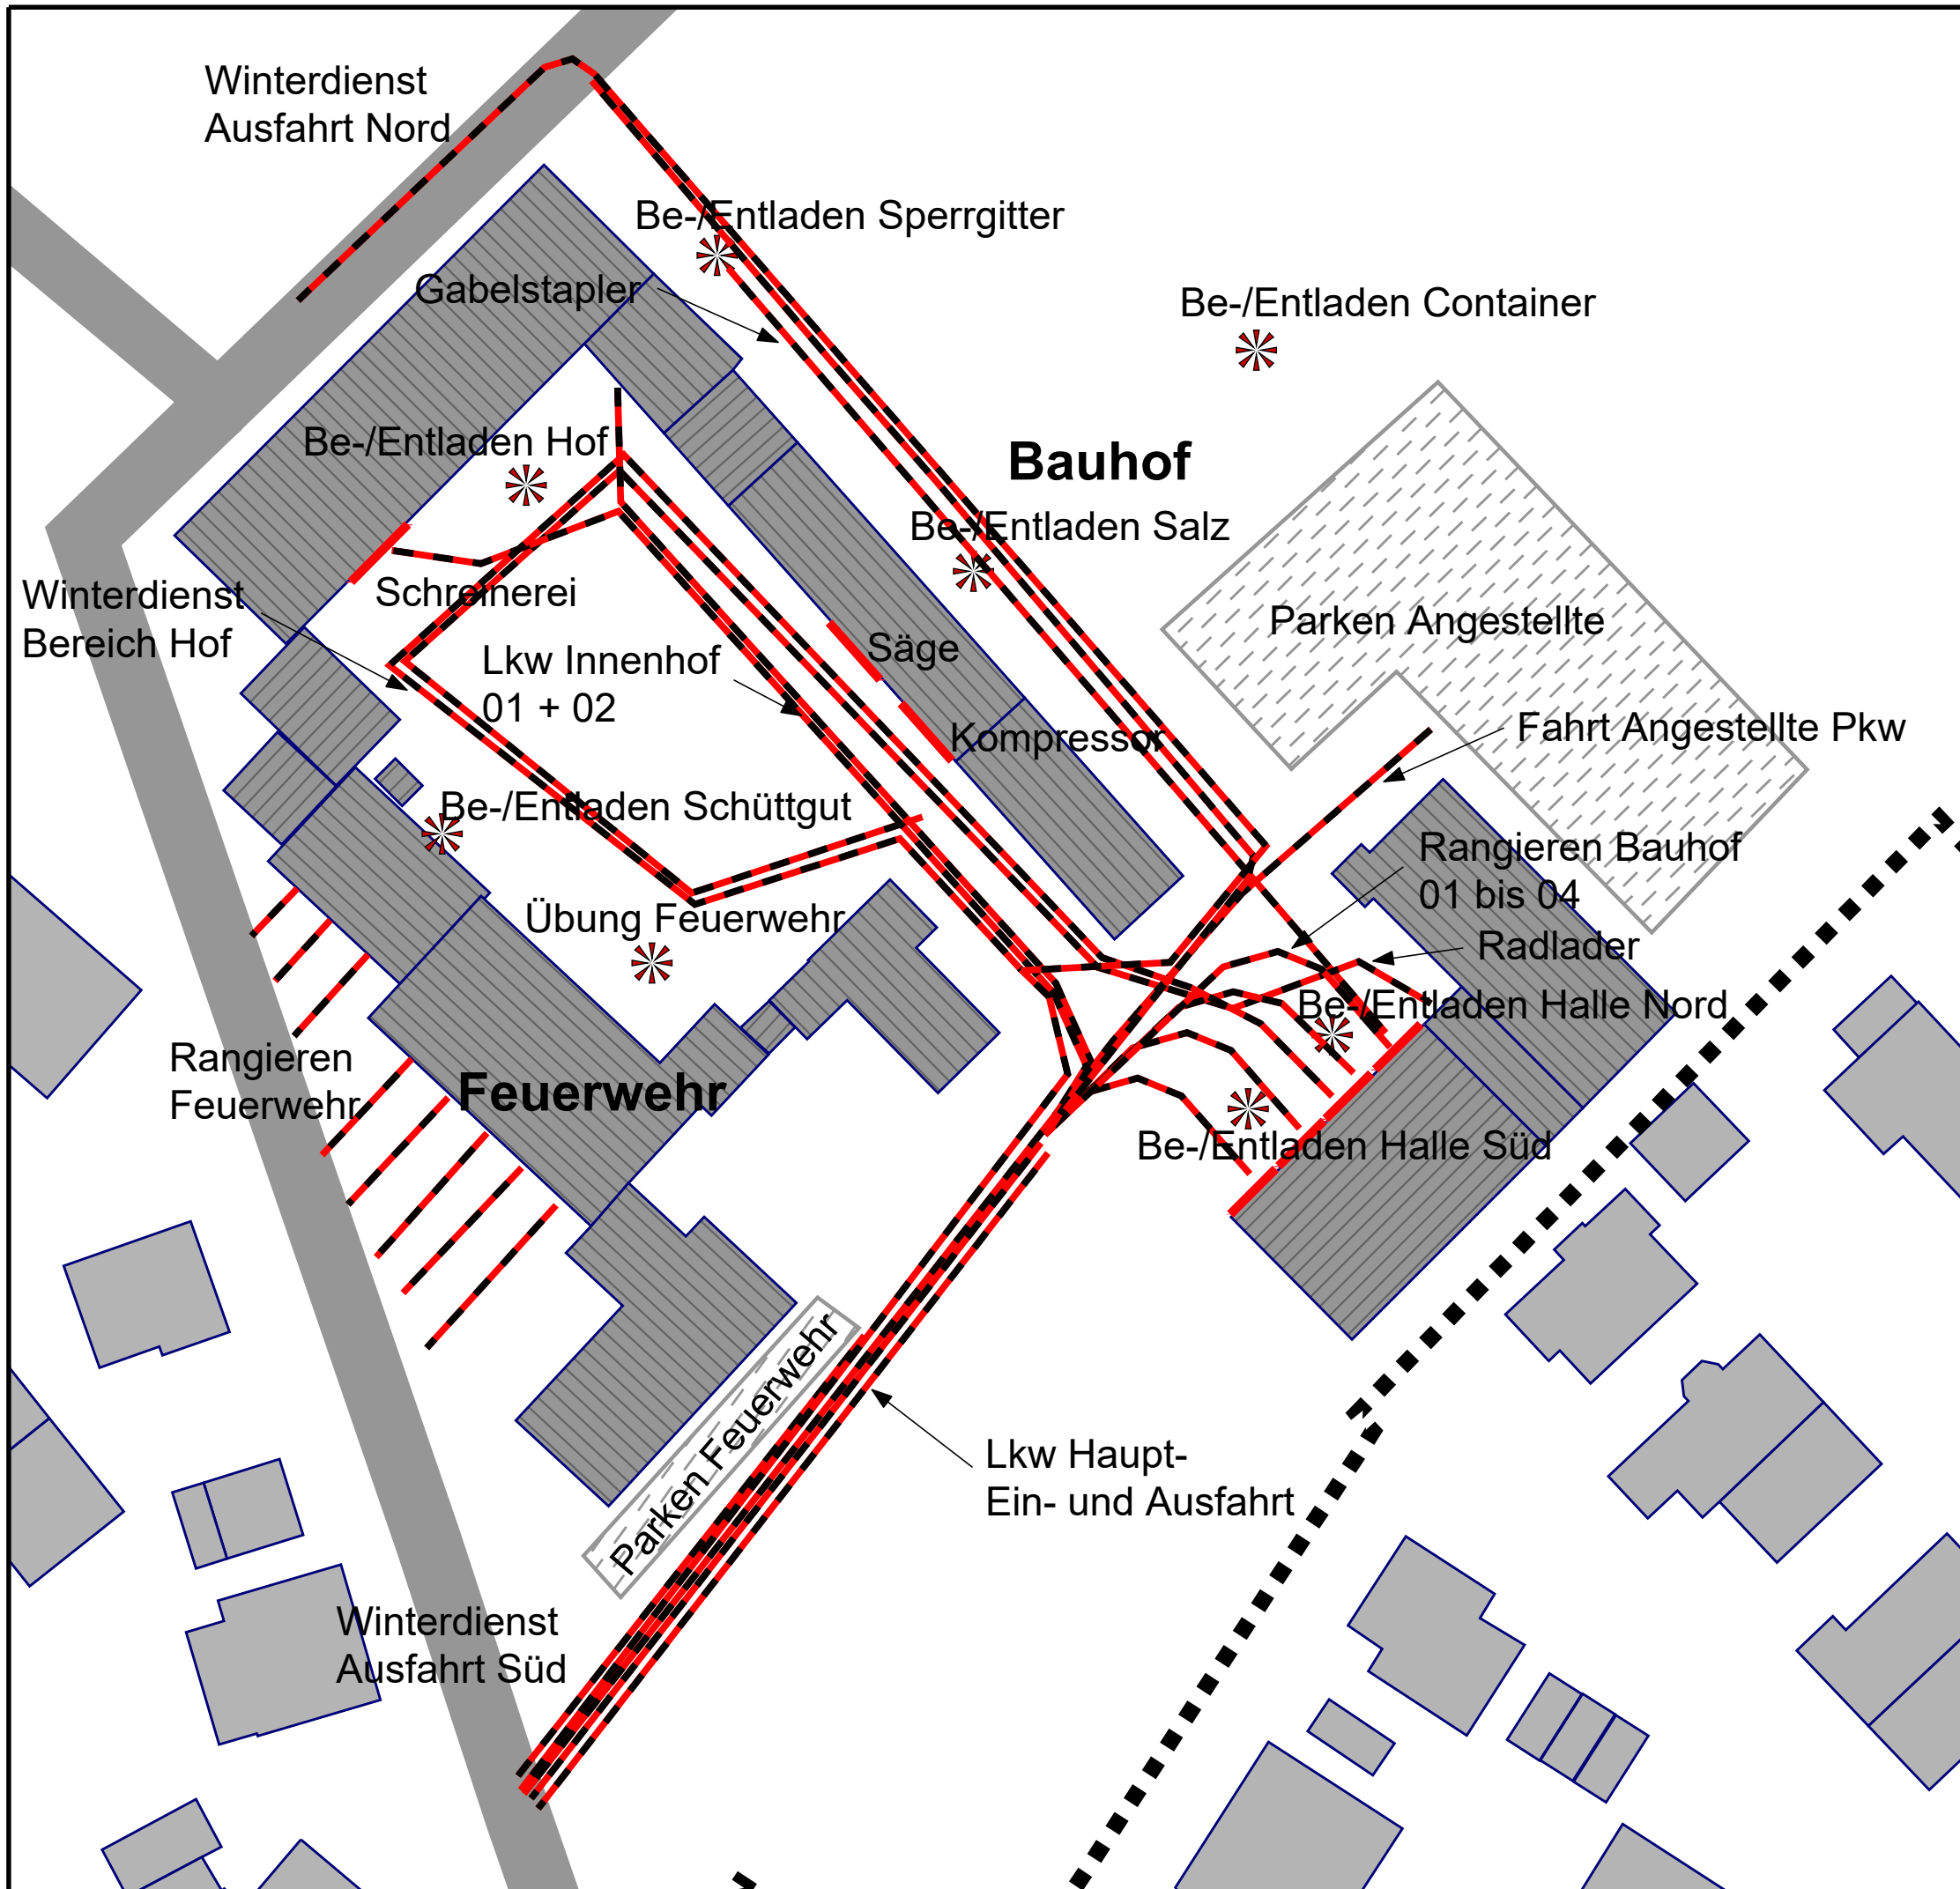 Winterdienst
Ausfahrt Nord
Be-/Entladen Sperrgitter
Gabelstapler
Be-/Entladen Container
Be-/Entladen Hof
Bauhof
Be-/Entladen Salz
Schreinerei
Winterdienst
Bereich Hof
Parken Angestellte
Säge
Lkw Innenhof
01 + 02
Kompressor
Fahrt Angestellte Pkw
Be-/Entladen Schüttgut
Rangieren Bauhof
01 bis 04
Übung Feuerwehr
Radlader
Be-/Entladen Halle Nord
Rangieren
Feuerwehr
Feuerwehr
Be-/Entladen Halle Süd
Parken Feuerwehr
Lkw Haupt-
Ein- und Ausfahrt
Winterdienst
Ausfahrt Süd